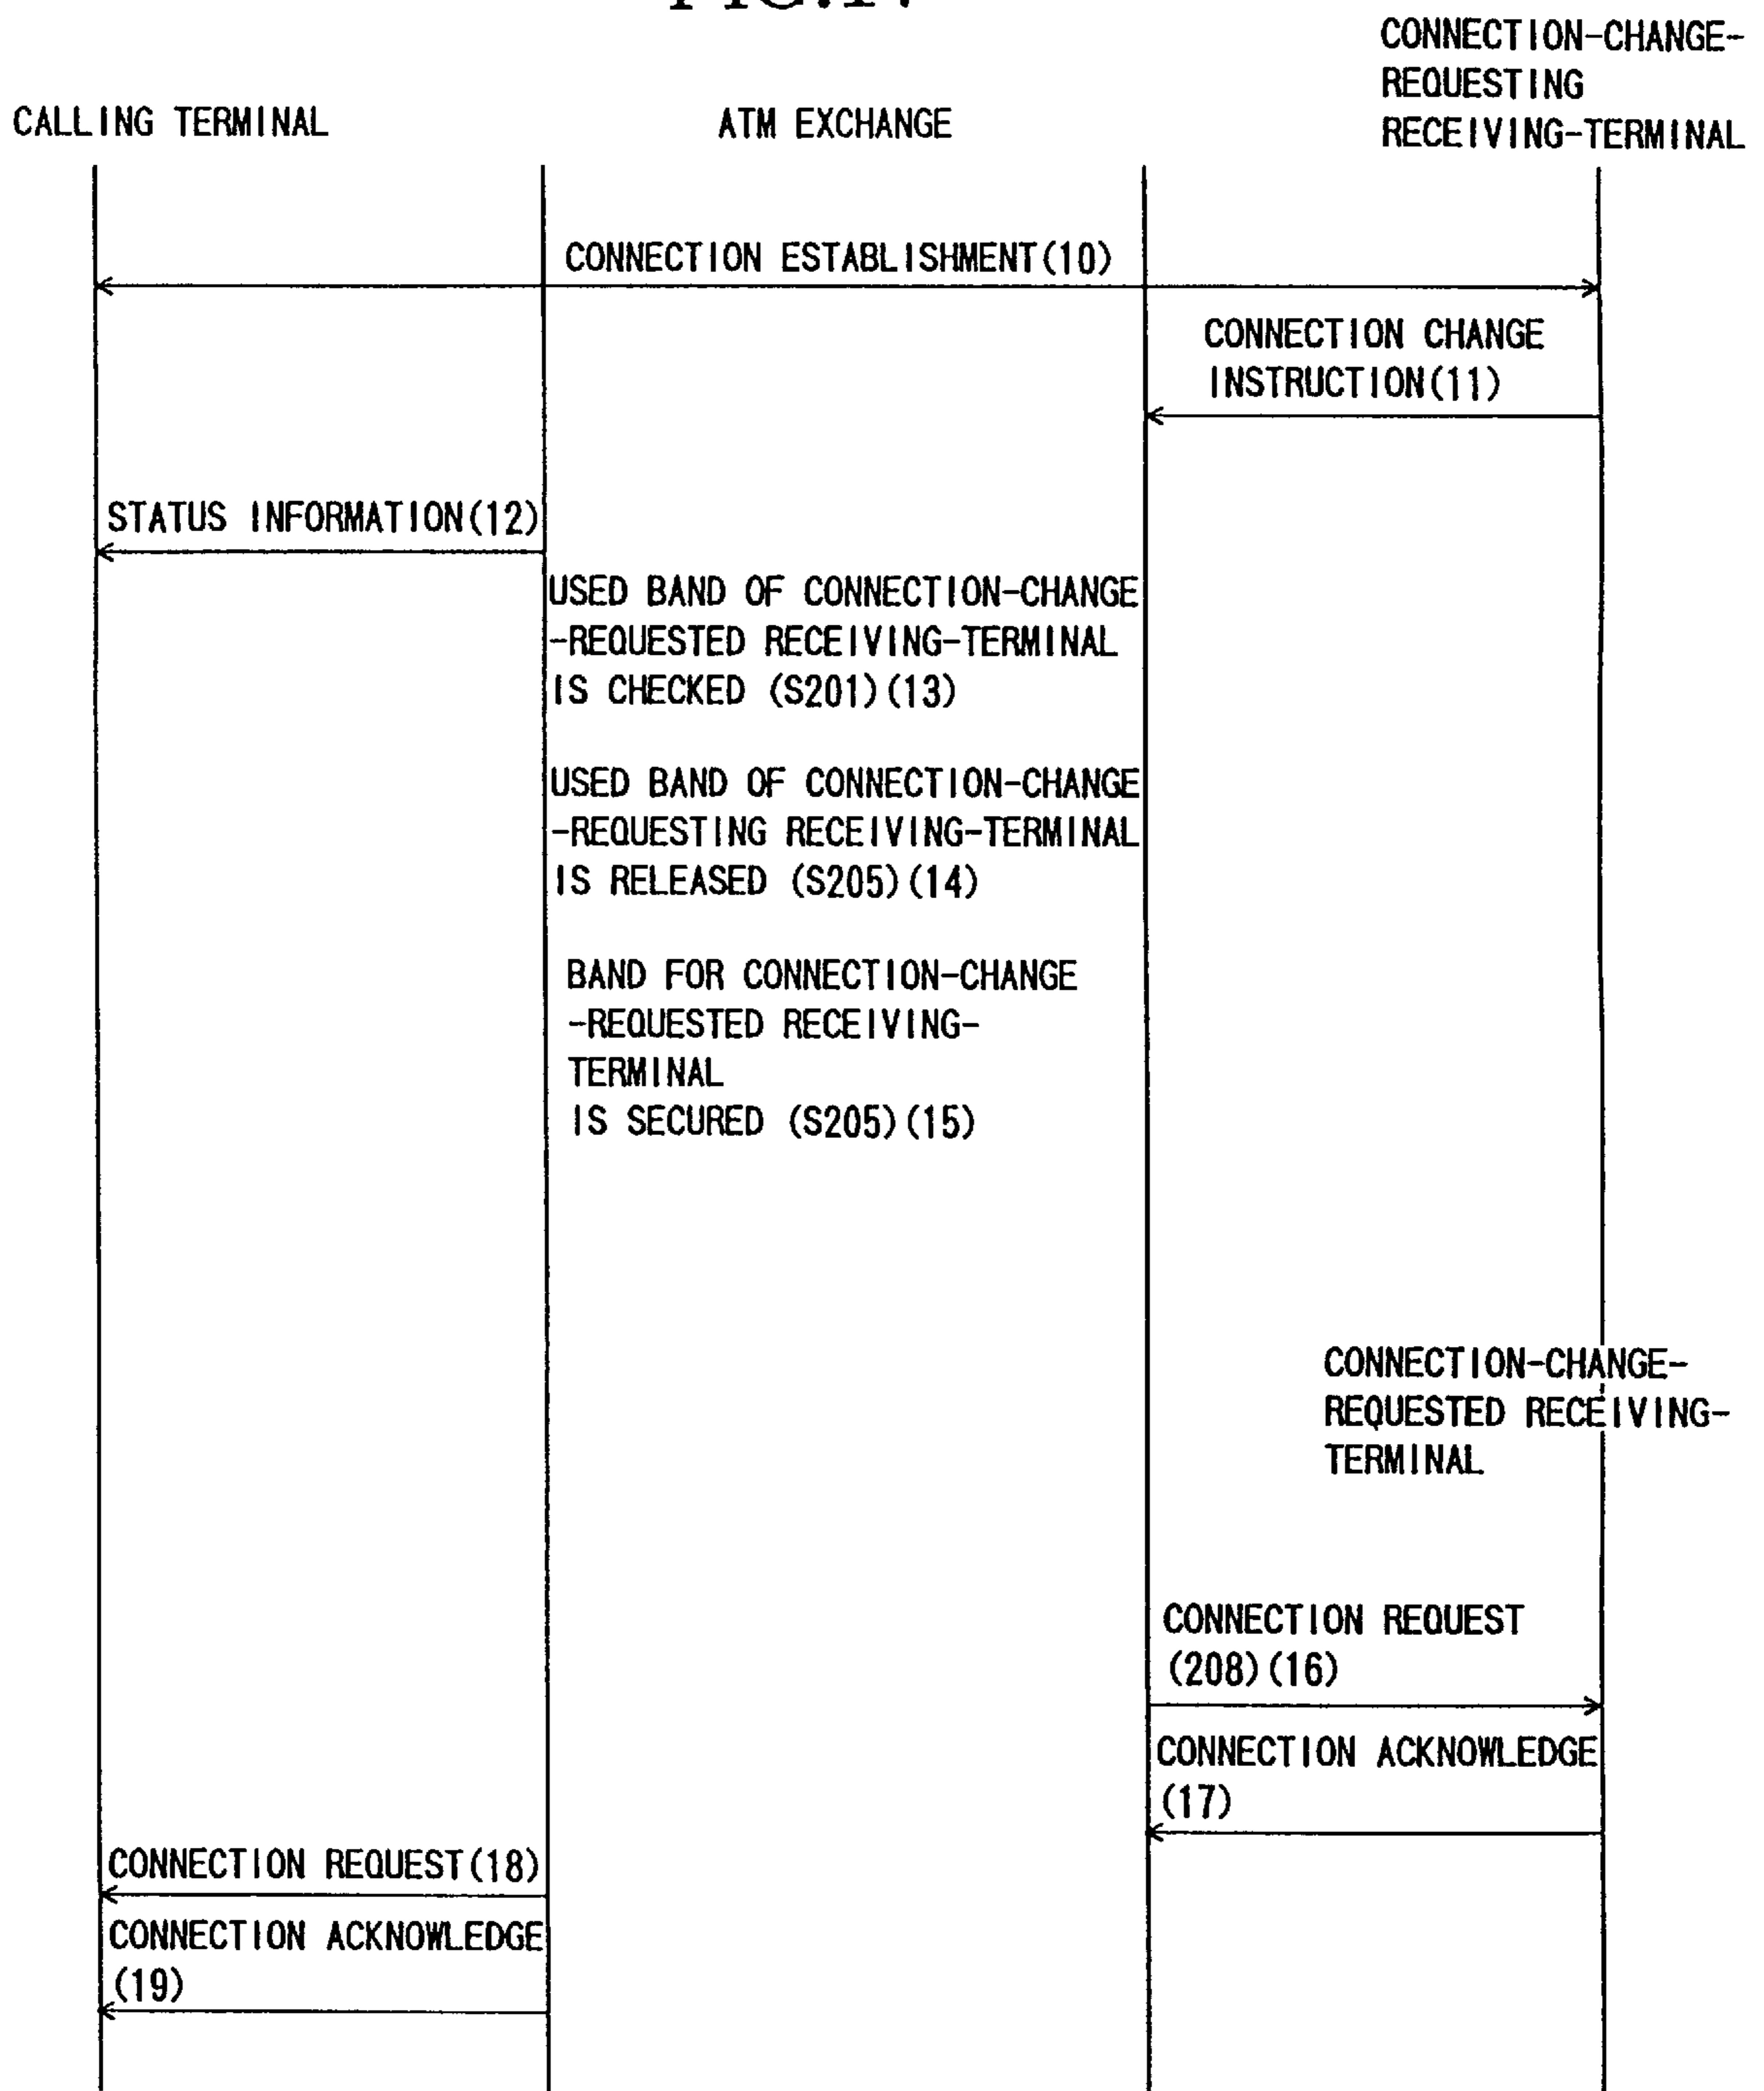 CALLING TERMINAL
ATM EXCHANGE
CONNECTION-CHANGE-
REQUESTING
RECEIVING-TERMINAL
CONNECTION ESTABLISHMENT(10)
CONNECTION CHANGE
INSTRUCTION(11)
STATUS INFORMATION(12)
USED BAND OF CONNECTION-CHANGE
-REQUESTED RECEIVING-TERMINAL
IS CHECKED (S201)(13)
USED BAND OF CONNECTION-CHANGE
-REQUESTING RECEIVING-TERMINAL
IS RELEASED (S205)(14)
BAND FOR CONNECTION-CHANGE
-REQUESTED RECEIVING-
TERMINAL
IS SECURED (S205)(15)
CONNECTION-CHANGE-
REQUESTED RECEIVING-
TERMINAL
CONNECTION REQUEST
(208)(16)
CONNECTION ACKNOWLEDGE
(17)
CONNECTION REQUEST(18)
CONNECTION ACKNOWLEDGE
(19)